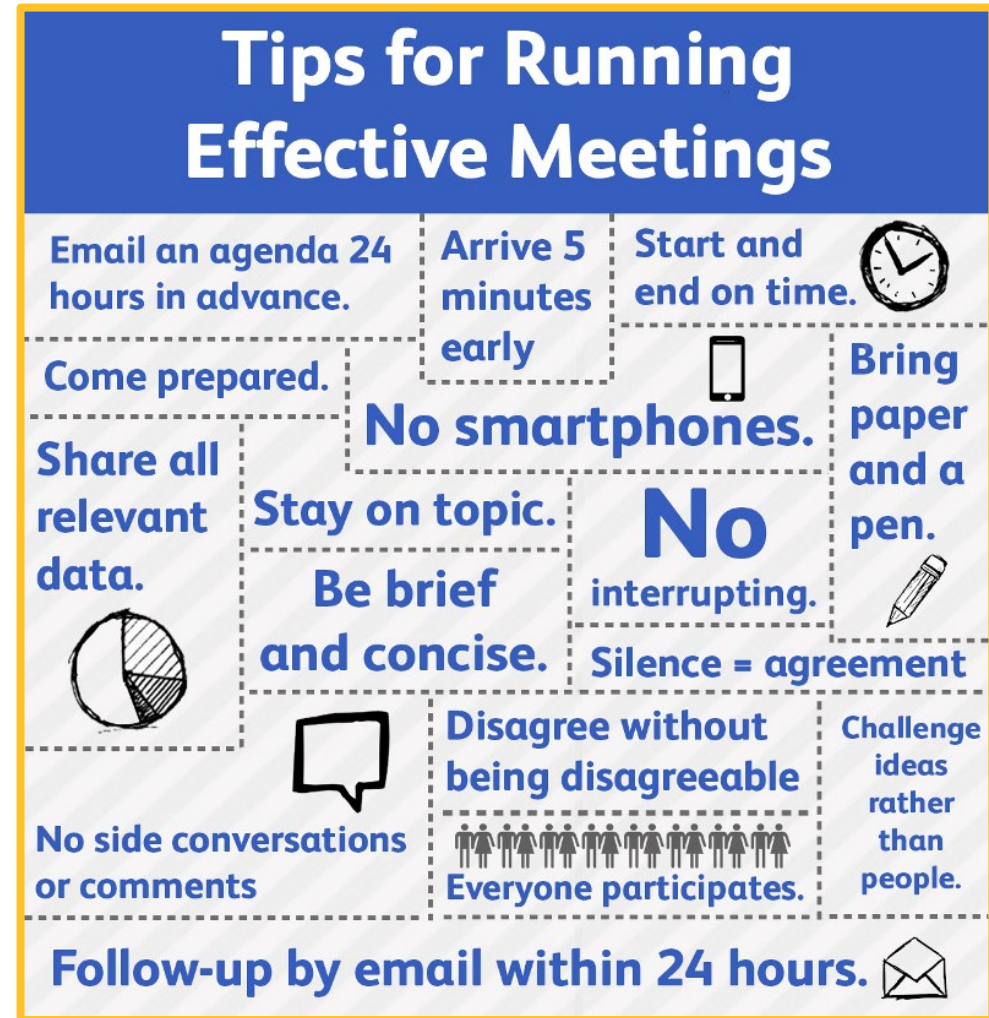 Tips for Running
Effective Meetings
Email an agenda 24
hours in advance.
Arrive 5
minutes
early
Start and
end on time.
Come prepared.
No smartphones.
Bring
paper
and a
pen.
Share all
relevant
data.
Stay on topic.
No
interrupting.
Be brief
and concise.
Silence = agreement
No side conversations
or comments
Disagree without
being disagreeable
Everyone participates.
Challenge
ideas
rather
than
people.
Follow-up by email within 24 hours.